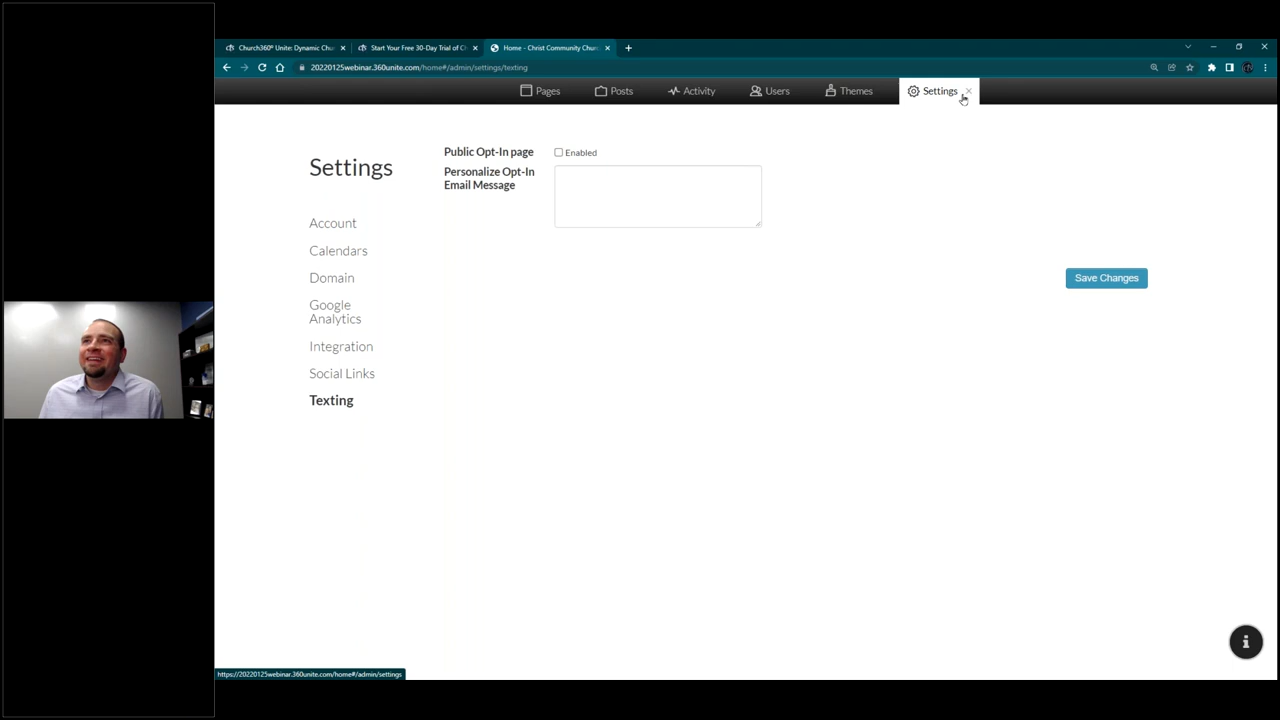 Church360° Unite: Dynamic Chu
Start Your Free 30-Day Trial of Ch
Home - Christ Community Chur
20220125webinar.360unite.com/home#/admin/settings/texting
Pages
Posts
Activity
Users
Themes
Settings
Settings
Account
Calendars
Domain
Google
Analytics
Integration
Social Links
Texting
Public Opt-In page
Enabled
Personalize Opt-In
Email Message
Save Changes
https://20220125webinar.360unite.com/home#/admin/settings